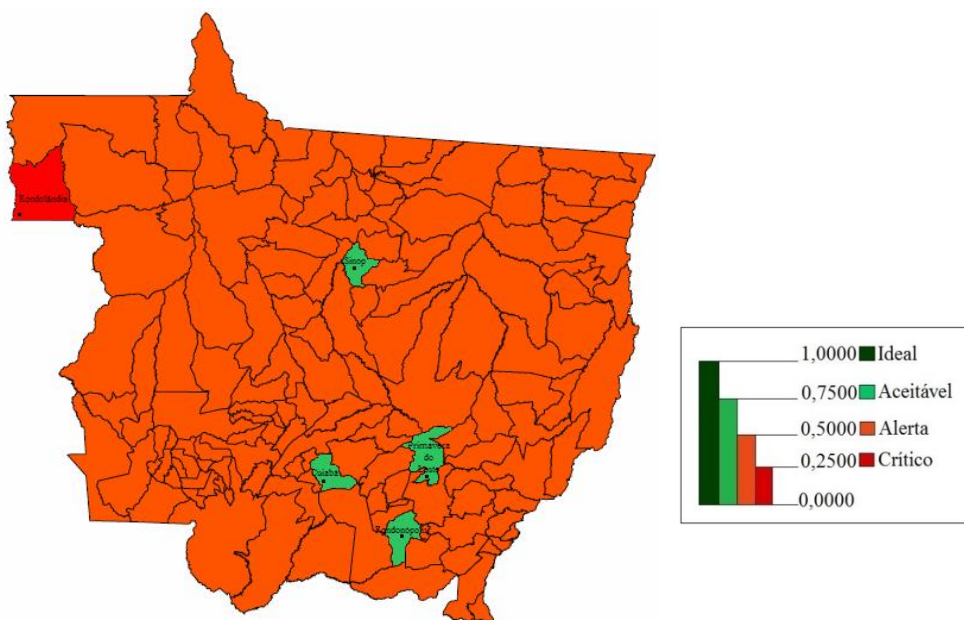 Rondolândia
Sinop
Primavera
do
Leste
Cuiabá
Rondonópolis
1,0000 Ideal
0,7500 Aceitável
0,5000 Alerta
0,2500 Crítico
0,0000